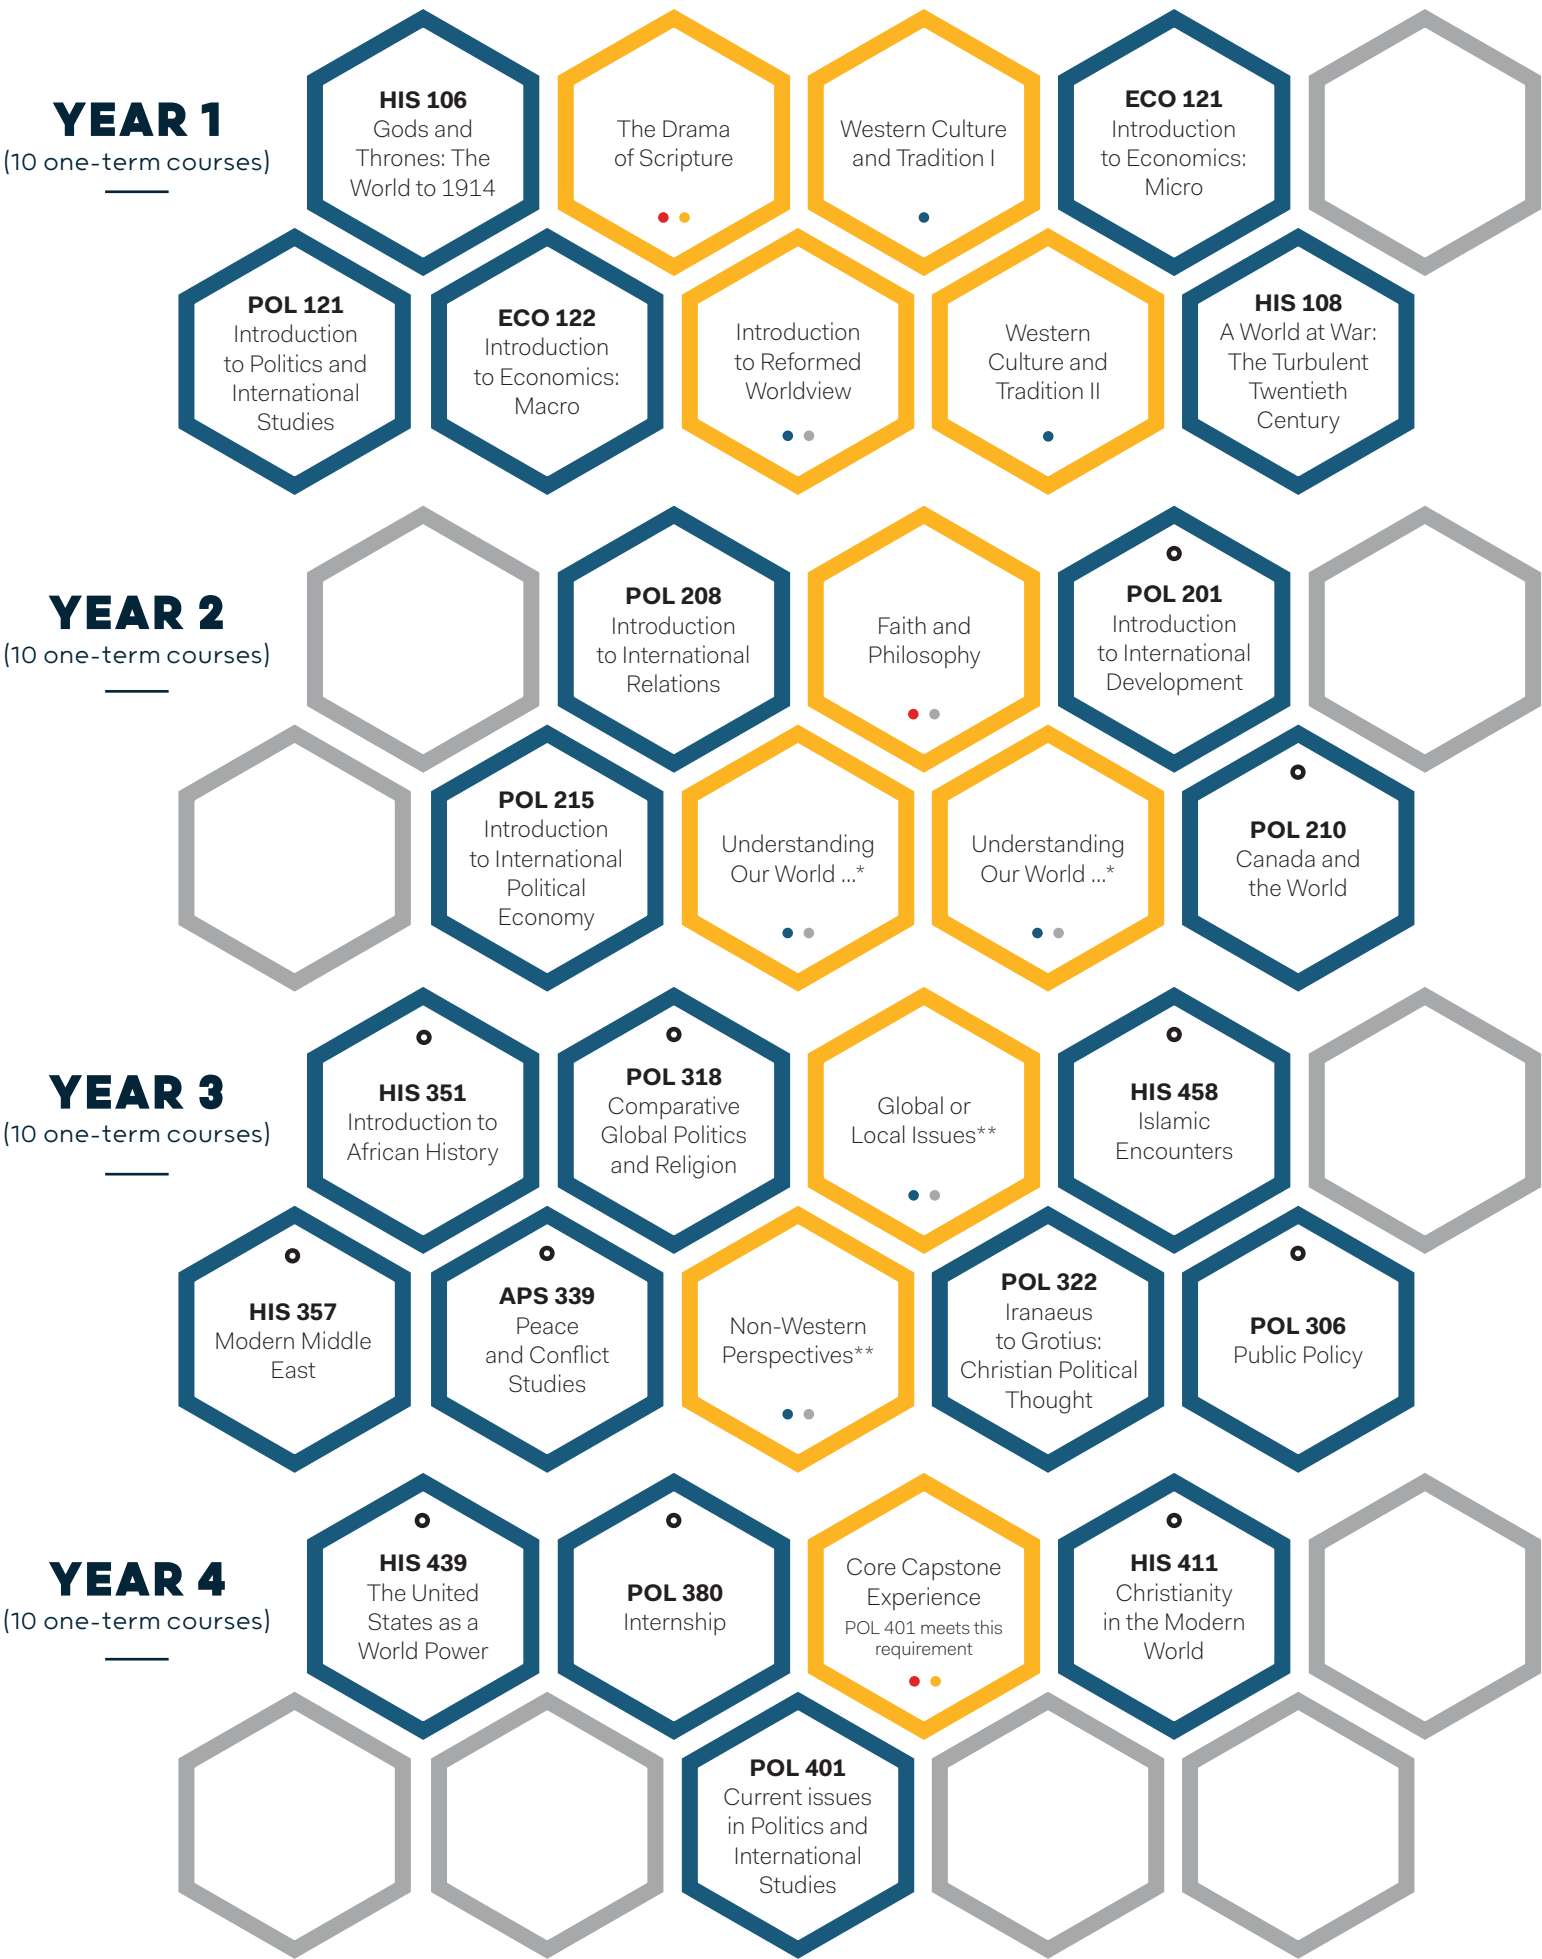 YEAR 1
(10 one-term courses)
HIS 106
Gods and
Thrones: The
World to 1914
The Drama
of Scripture
Western Culture
and Tradition I
ECO 121
Introduction
to Economics:
Micro
POL 121
Introduction
to Politics and
International
Studies
ECO 122
Introduction
to Economics:
Macro
Introduction
to Reformed
Worldview
Western
Culture and
Tradition II
HIS 108
A World at War:
The Turbulent
Twentieth
Century
YEAR 2
(10 one-term courses)
POL 208
Introduction
to International
Relations
Faith and
Philosophy
POL 201
Introduction
to International
Development
POL 215
Introduction
to International
Political
Economy
Understanding
Our World ...*
Understanding
Our World ...*
POL 210
Canada and
the World
YEAR 3
(10 one-term courses)
HIS 351
Introduction to
African History
POL 318
Comparative
Global Politics
and Religion
Global or
Local Issues**
HIS 458
Islamic
Encounters
HIS 357
Modern Middle
East
APS 339
Peace
and Conflict
Studies
Non-Western
Perspectives**
POL 322
Iranaeus
to Grotius:
Christian Political
Thought
POL 306
Public Policy
YEAR 4
(10 one-term courses)
HIS 439
The United
States as a
World Power
POL 380
Internship
Core Capstone
Experience
POL 401 meets this
requirement
HIS 411
Christianity
in the Modern
World
POL 401
Current issues
in Politics and
International
Studies